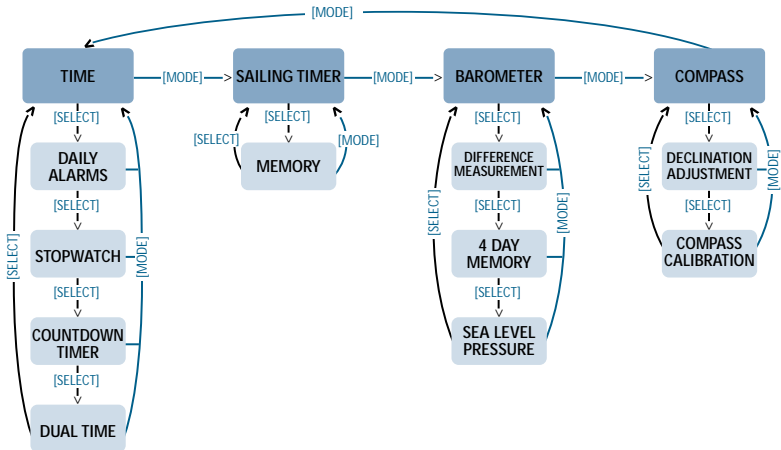 [MODE]
TIME
[MODE]
SAILING TIMER
[MODE]
BAROMETER
[MODE]
COMPASS
[SELECT]
[SELECT]
[SELECT]
[SELECT]
[SELECT]
[MODE]
DAILY
ALARMS
MEMORY
DIFFERENCE
MEASUREMENT
DECLINATION
ADJUSTMENT
[SELECT]
[MODE]
[SELECT]
[SELECT]
[SELECT]
[SELECT]
STOPWATCH
4 DAY
MEMORY
COMPASS
CALIBRATION
[SELECT]
[MODE]
[MODE]
[SELECT]
[SELECT]
COUNTDOWN
TIMER
SEA LEVEL
PRESSURE
[SELECT]
DUAL TIME